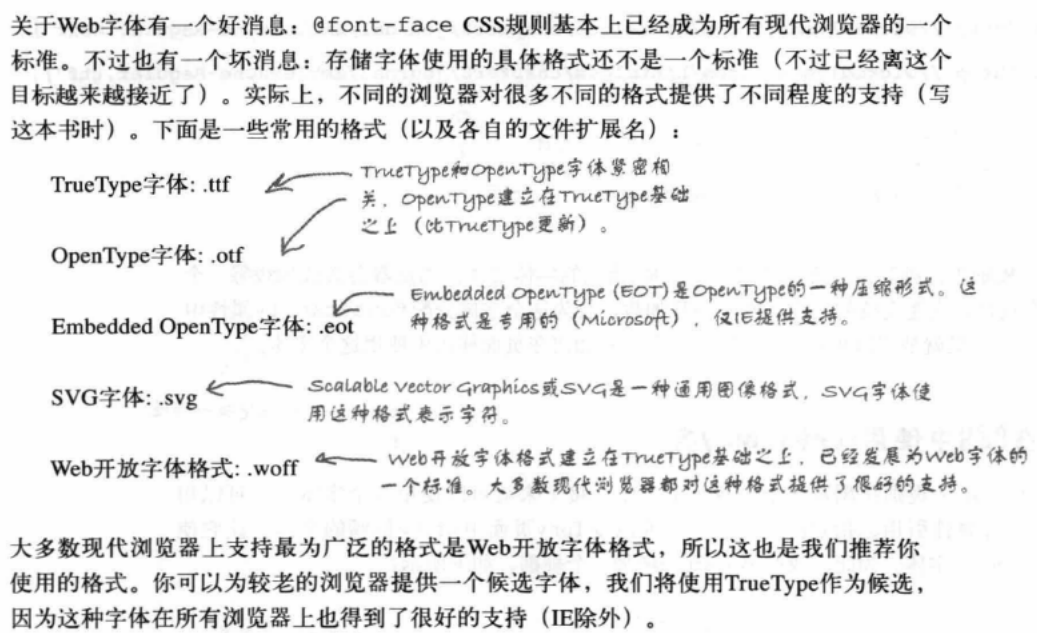 关于Web字体有一个好消息：@font-face CSS规则基本上已经成为所有现代浏览器的一个
标准。不过也有一个坏消息：存储字体使用的具体格式还不是一个标准（不过已经离这个
目标越来越接近了）。实际上，不同的浏览器对很多不同的格式提供了不同程度的支持（写
这本书时）。下面是一些常用的格式（以及各自的文件扩展名）：
TrueType字体: .ttf
TrueType和OpenType字体紧密相
关，OpenType建立在TrueType基础
之上（比TrueType更新）。
OpenType字体: .otf
Embedded OpenType字体: .eot
Embedded OpenType (EOT)是OpenType的一种压缩形式。这
种格式是专用的（Microsoft），仅IE提供支持。
SVG字体: .svg
Scalable Vector Graphics或SVG是一种通用图像格式，SVG字体使
用这种格式表示字符。
Web开放字体格式: .woff
Web开放字体格式建立在TrueType基础之上，已经发展为Web字体的
一个标准。大多数现代浏览器都对这种格式提供了很好的支持。
大多数现代浏览器上支持最为广泛的格式是Web开放字体格式，所以这也是我们推荐你
使用的格式。你可以为较老的浏览器提供一个候选字体，我们将使用TrueType作为候选，
因为这种字体在所有浏览器上也得到了很好的支持（IE除外）。